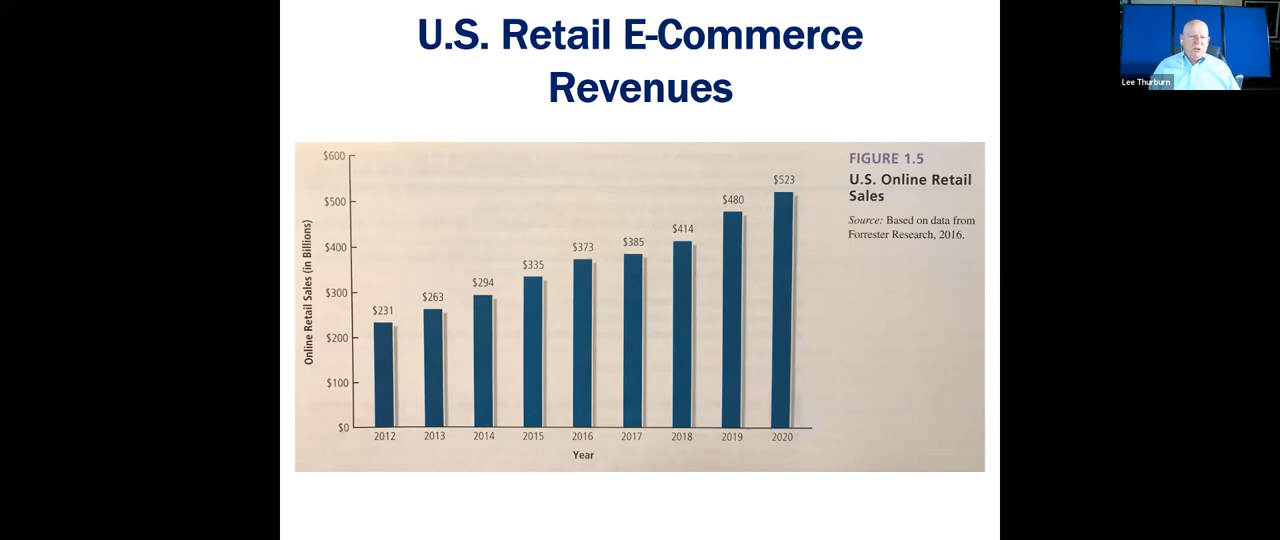 U.S. Retail E-Commerce
Revenues
Lee Thurburn
FIGURE 1.5
U.S. Online Retail
Sales
Source: Based on data from
Forrester Research, 2016.
Online Retail Sales (in Billions)
$600
$500
$400
$300
$200
$100
$0
$231
$263
$294
$335
$373
$385
$414
$480
$523
2012
2013
2014
2015
2016
2017
2018
2019
2020
Year